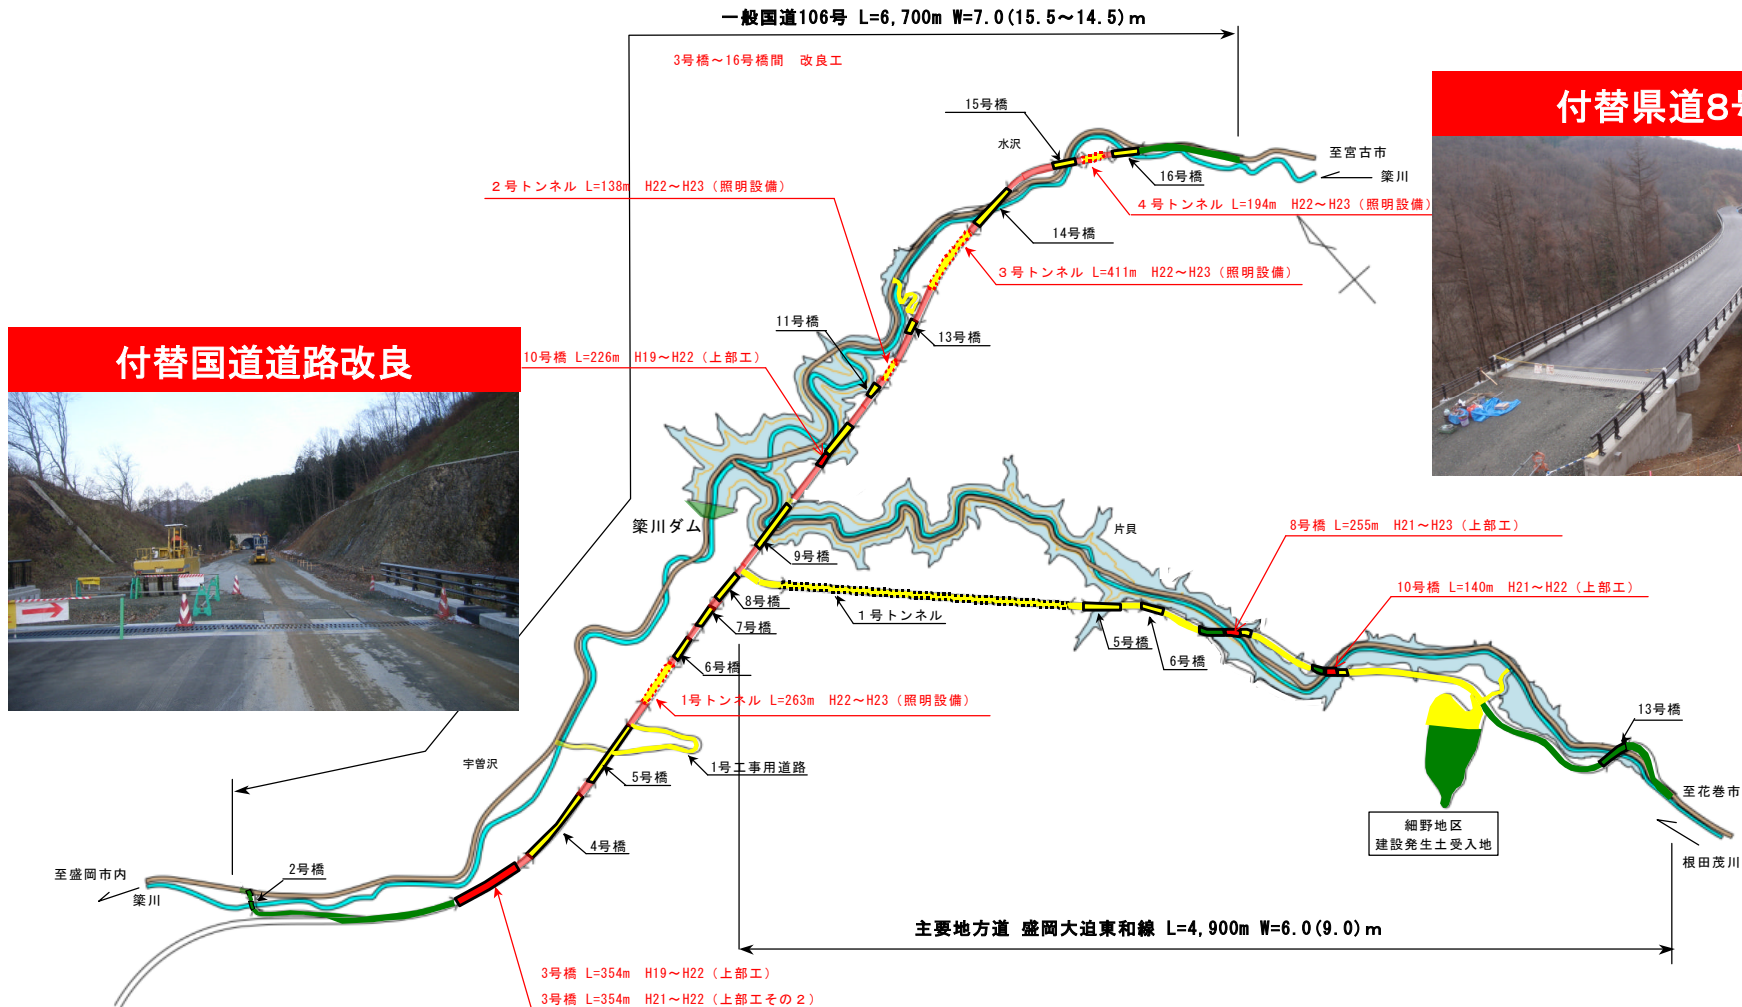 一般国道106号 L=6,700m W=7.0(15.5～14.5)m
3号橋～16号橋間　改良工
付替県道8
15号橋
水沢
至宮古市
簗川
16号橋
2号トンネル L=138m　H22～H23（照明設備）
4号トンネル L=194m　H22～H23（照明設備）
14号橋
3号トンネル L=411m　H22～H23（照明設備）
11号橋
13号橋
付替国道道路改良
10号橋 L=226m　H19～H22（上部工）
簗川ダム
片貝
8号橋 L=255m　H21～H23（上部工）
9号橋
10号橋 L=140m　H21～H22（上部工）
8号橋
1号トンネル
7号橋
5号橋
6号橋
6号橋
1号トンネル L=263m　H22～H23（照明設備）
13号橋
宇曽沢
1号工事用道路
5号橋
至花巻市
細野地区
建設発生土受入地
4号橋
根田茂川
2号橋
至盛岡市内
簗川
主要地方道 盛岡大迫東和線 L=4,900m W=6.0(9.0)m
3号橋 L=354m　H19～H22（上部工）
3号橋 L=354m　H21～H22（上部工その2）